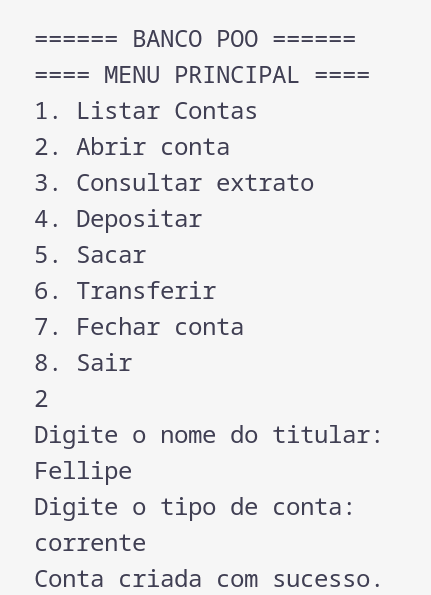 ====== BANCO POO ======
==== MENU PRINCIPAL ====
1. Listar Contas
2. Abrir conta
3. Consultar extrato
4. Depositar
5. Sacar
6. Transferir
7. Fechar conta
8. Sair
2
Digite o nome do titular:
Fellipe
Digite o tipo de conta:
corrente
Conta criada com sucesso.